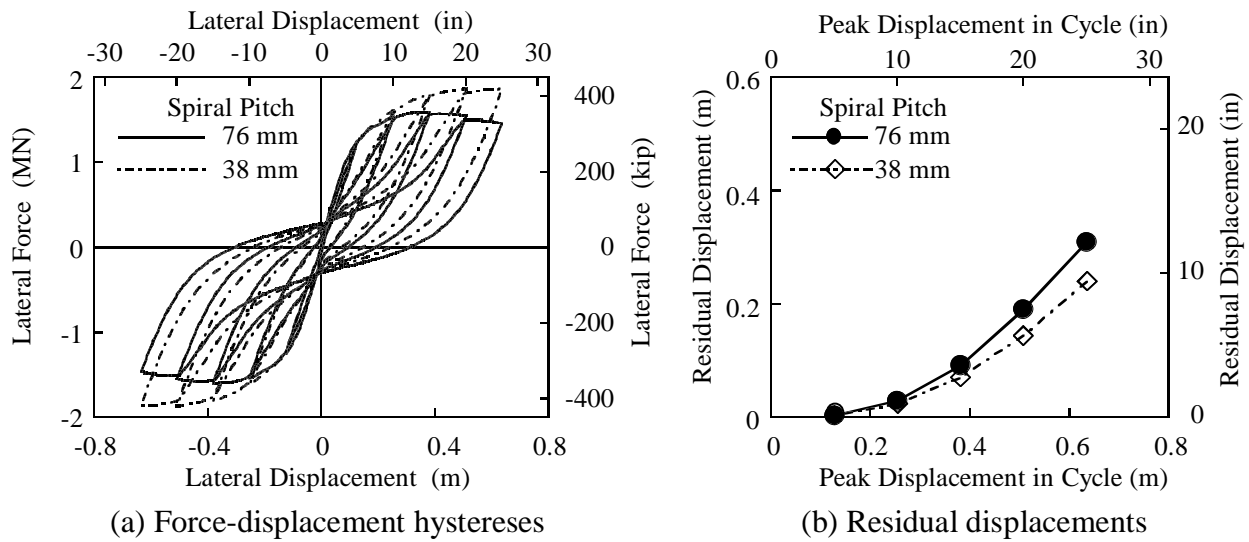 Lateral Displacement (in)
-30 -20 -10 0 10 20 30
2 1 0 -1 -2
Lateral Force (MN)
Spiral Pitch
76 mm
38 mm
400 200 0 -200 -400
Lateral Force (kip)
-0.8 -0.4 0 0.4 0.8
Lateral Displacement (m)
(a) Force-displacement hystereses
Peak Displacement in Cycle (in)
0 5 10 15 20 25 30
0.6 0.4 0.2 0
Residual Displacement (m)
Spiral Pitch
76 mm
38 mm
20 10 0
Residual Displacement (in)
0 0.2 0.4 0.6 0.8
Peak Displacement in Cycle (m)
(b) Residual displacements